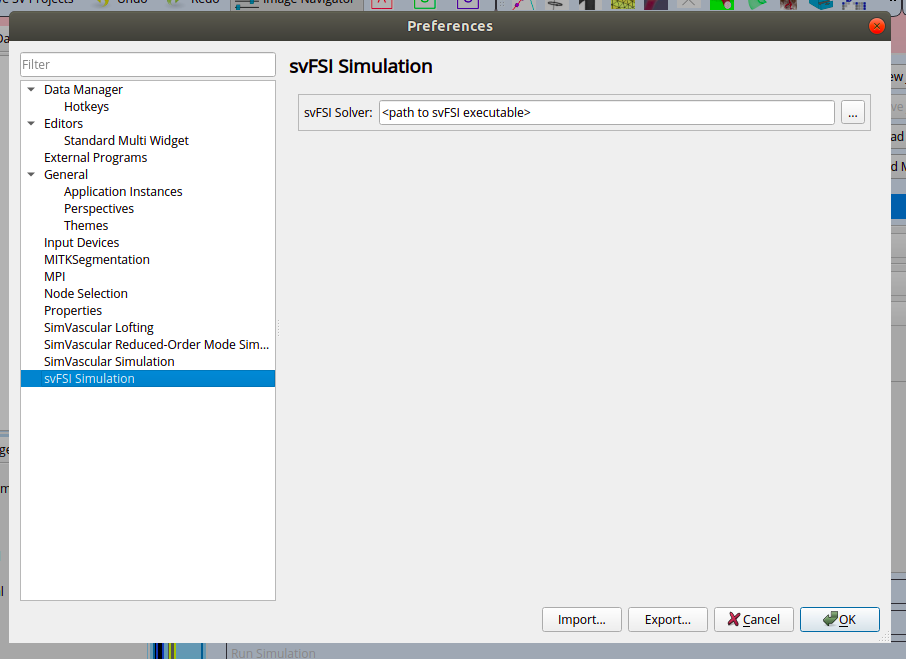 Undo
Redo
Image Navigator
Preferences
Filter
Data Manager
Hotkeys
Editors
Standard Multi Widget
External Programs
General
Application Instances
Perspectives
Themes
Input Devices
MITKSegmentation
MPI
Node Selection
Properties
SimVascular Lofting
SimVascular Reduced-Order Mode Sim...
SimVascular Simulation
svFSI Simulation
svFSI Simulation
svFSI Solver: <path to svFSI executable> ...
Import... Export... Cancel OK
Run Simulation